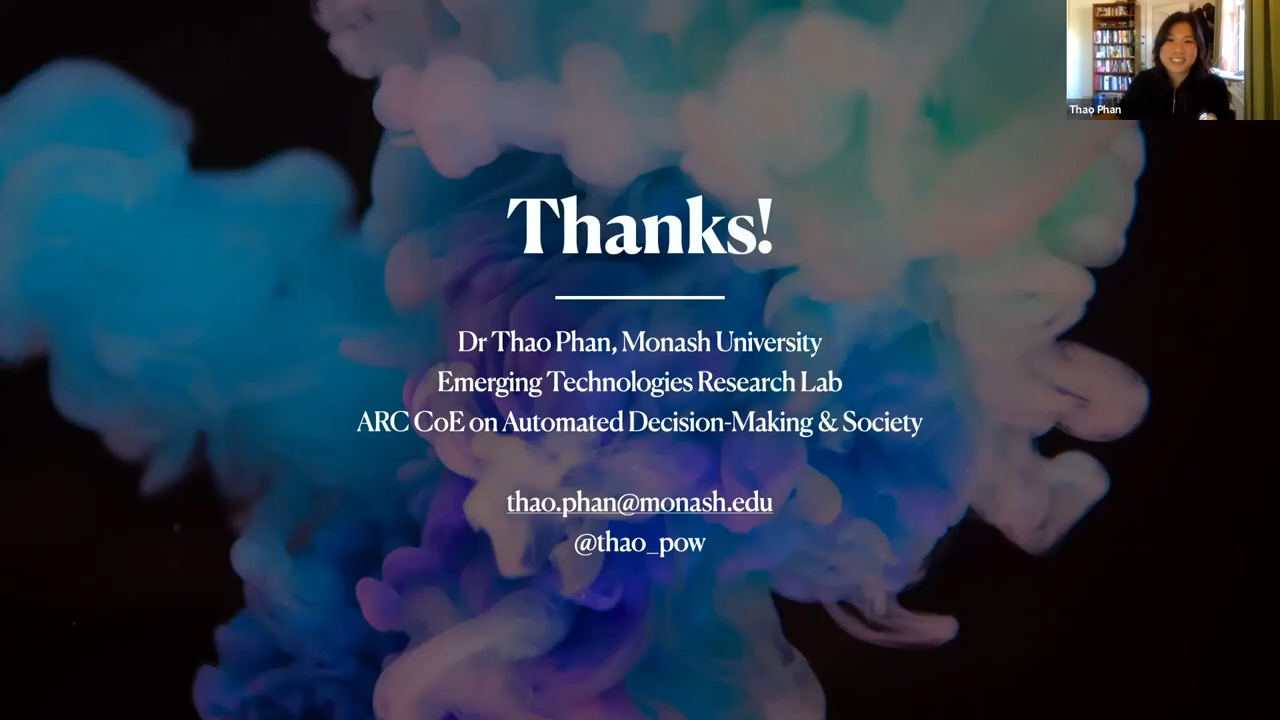 Thao Phan
Thanks!
Dr Thao Phan, Monash University
Emerging Technologies Research Lab
ARC CoE on Automated Decision-Making & Society
thao.phan@monash.edu
@thao_pow